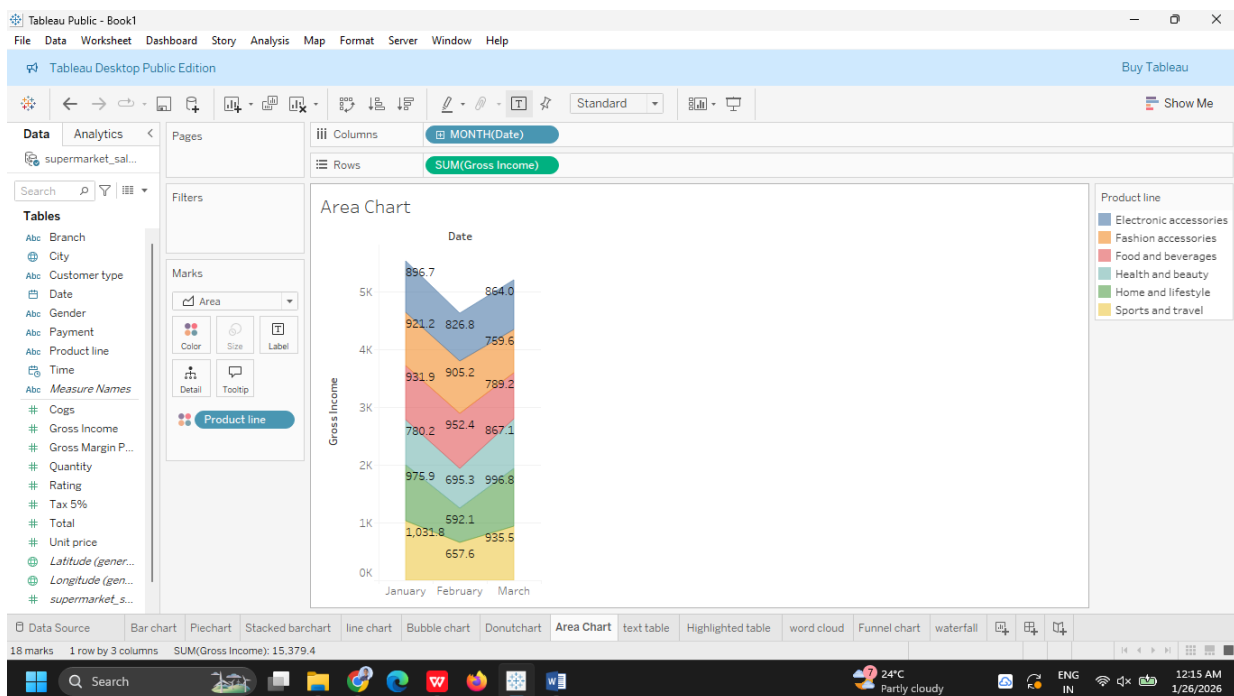 Tableau Public - Book1
File Data Worksheet Dashboard Story Analysis Map Format Server Window Help
Tableau Desktop Public Edition Buy Tableau
Standard Show Me
Data Analytics
supermarket_sal...
Search
Tables
Abc Branch
City
Abc Customer type
Date
Abc Gender
Abc Payment
Abc Product line
Time
Abc Measure Names
# Cogs
# Gross Income
# Gross Margin P...
# Quantity
# Rating
# Tax 5%
# Total
# Unit price
Latitude (gener...
Longitude (gen...
# supermarket_s...
Pages
Filters
Marks
Area
Color Size Label
Detail Tooltip
Product line
Columns MONTH(Date)
Rows SUM(Gross Income)
Area Chart
Date
Gross Income
5K
4K
3K
2K
1K
0K
896.7
864.0
921.2 826.8
759.6
931.9 905.2
789.2
780.2 952.4 867.1
975.9 695.3 996.8
592.1
1,031.8 935.5
657.6
January February March
Product line
Electronic accessories
Fashion accessories
Food and beverages
Health and beauty
Home and lifestyle
Sports and travel
Data Source Bar chart Piechart Stacked barchart line chart Bubble chart Donutchart Area Chart text table Highlighted table word cloud Funnel chart waterfall
18 marks 1 row by 3 columns SUM(Gross Income): 15,379.4
Search
7
24°C
Partly cloudy
ENG
IN
12:15 AM
1/26/2026